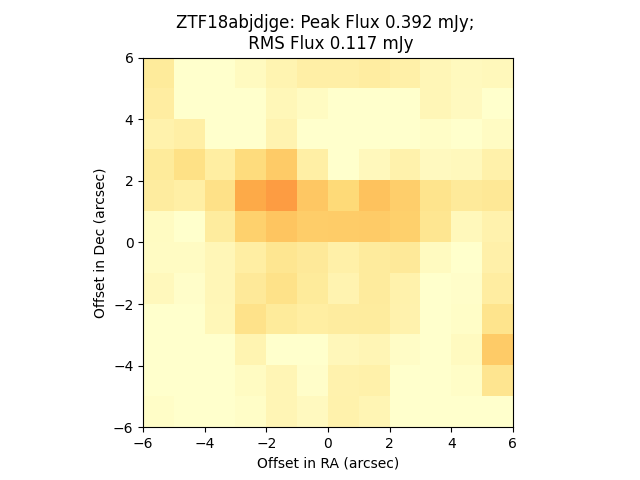 ZTF18abjdjge: Peak Flux 0.392 mJy;
RMS Flux 0.117 mJy
6
4
2
0
−2
−4
−6
Offset in Dec (arcsec)
−6 −4 −2 0 2 4 6
Offset in RA (arcsec)